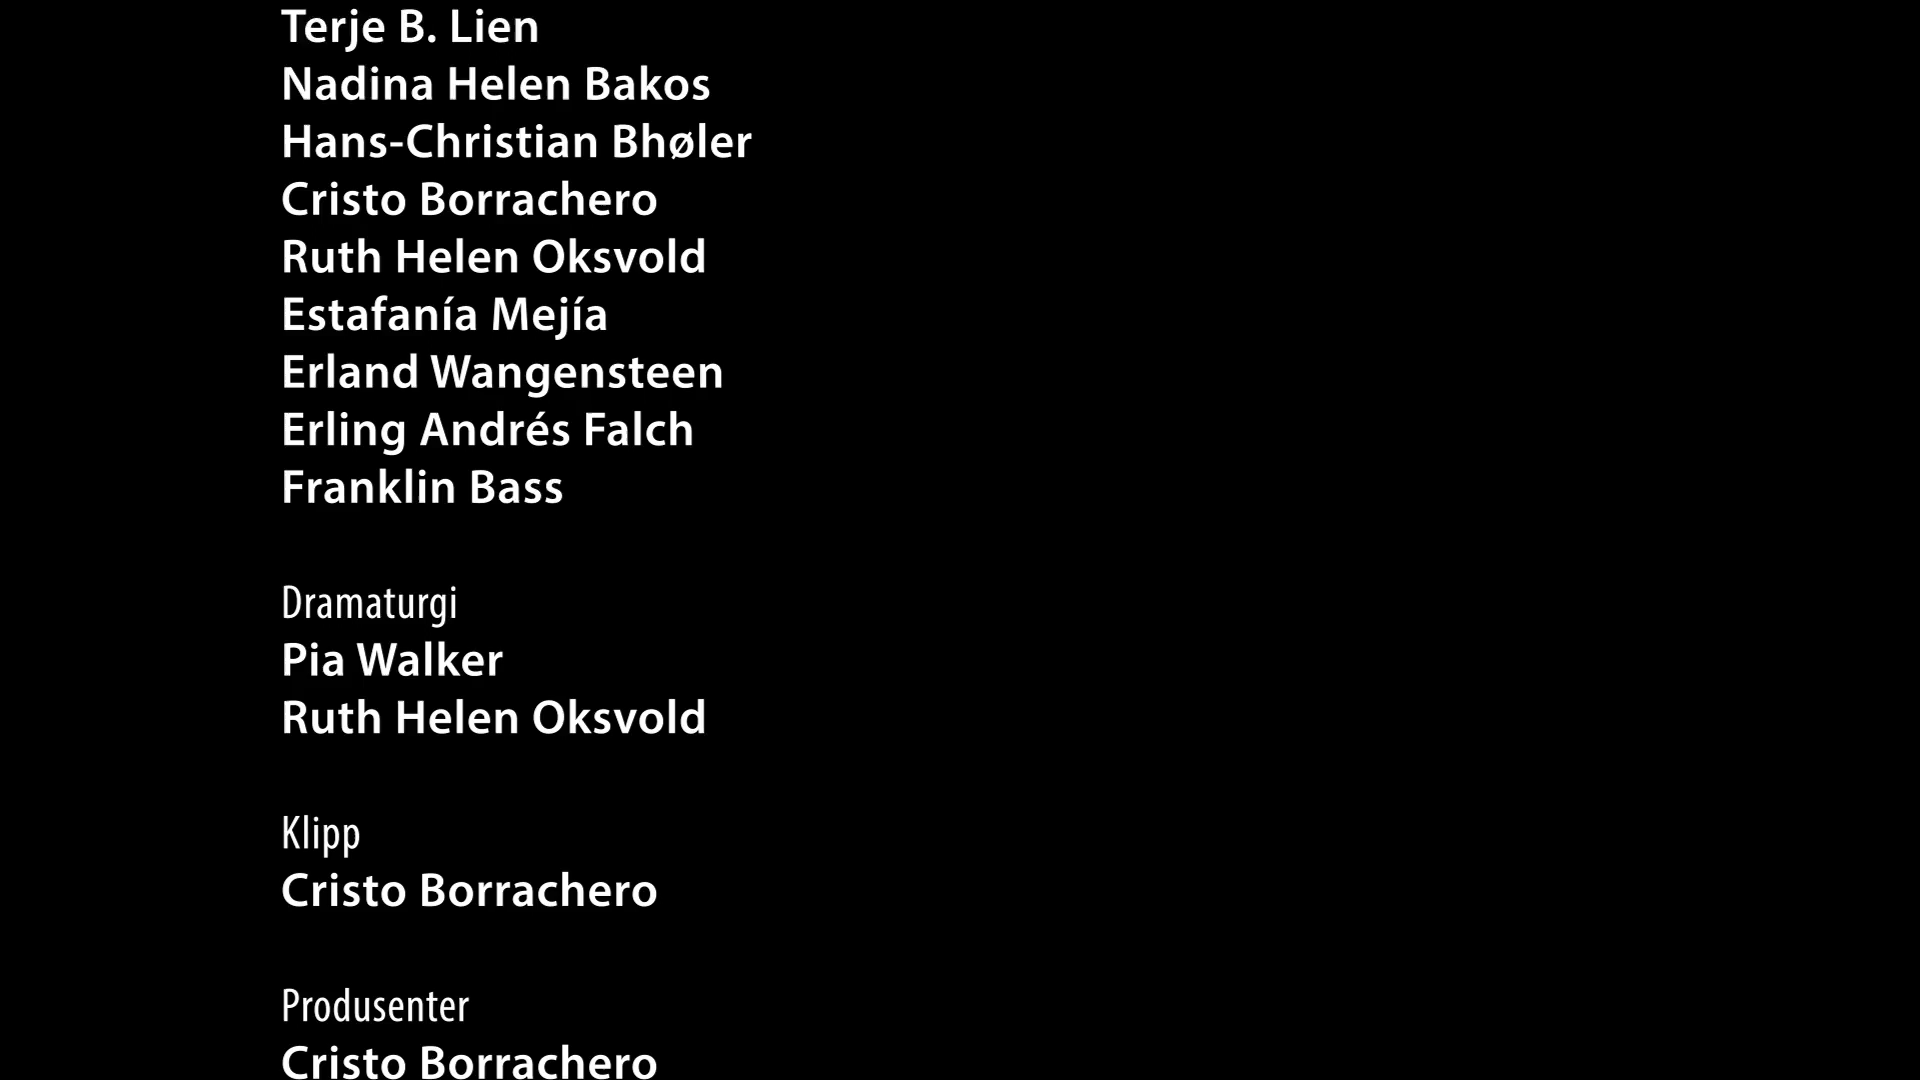 Terje B. Lien
Nadina Helen Bakos
Hans-Christian Bhøler
Cristo Borrachero
Ruth Helen Oksvold
Estafanía Mejía
Erland Wangensteen
Erling Andrés Falch
Franklin Bass
Dramaturgi
Pia Walker
Ruth Helen Oksvold
Klipp
Cristo Borrachero
Produsenter
Cristo Borrachero